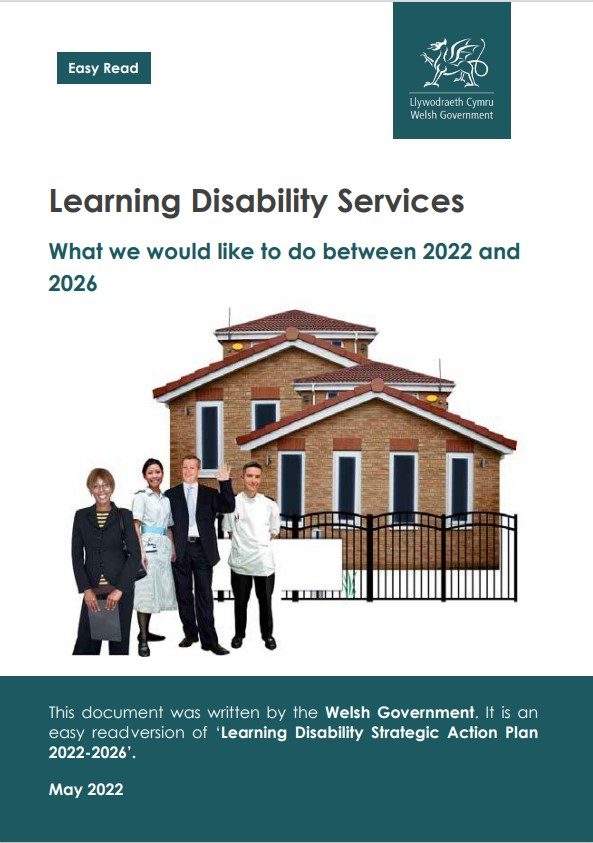 Easy Read
Llywodraeth Cymru
Welsh Government
Learning Disability Services
What we would like to do between 2022 and
2026
This document was written by the Welsh Government. It is an
easy readversion of ‘Learning Disability Strategic Action Plan
2022-2026’.
May 2022